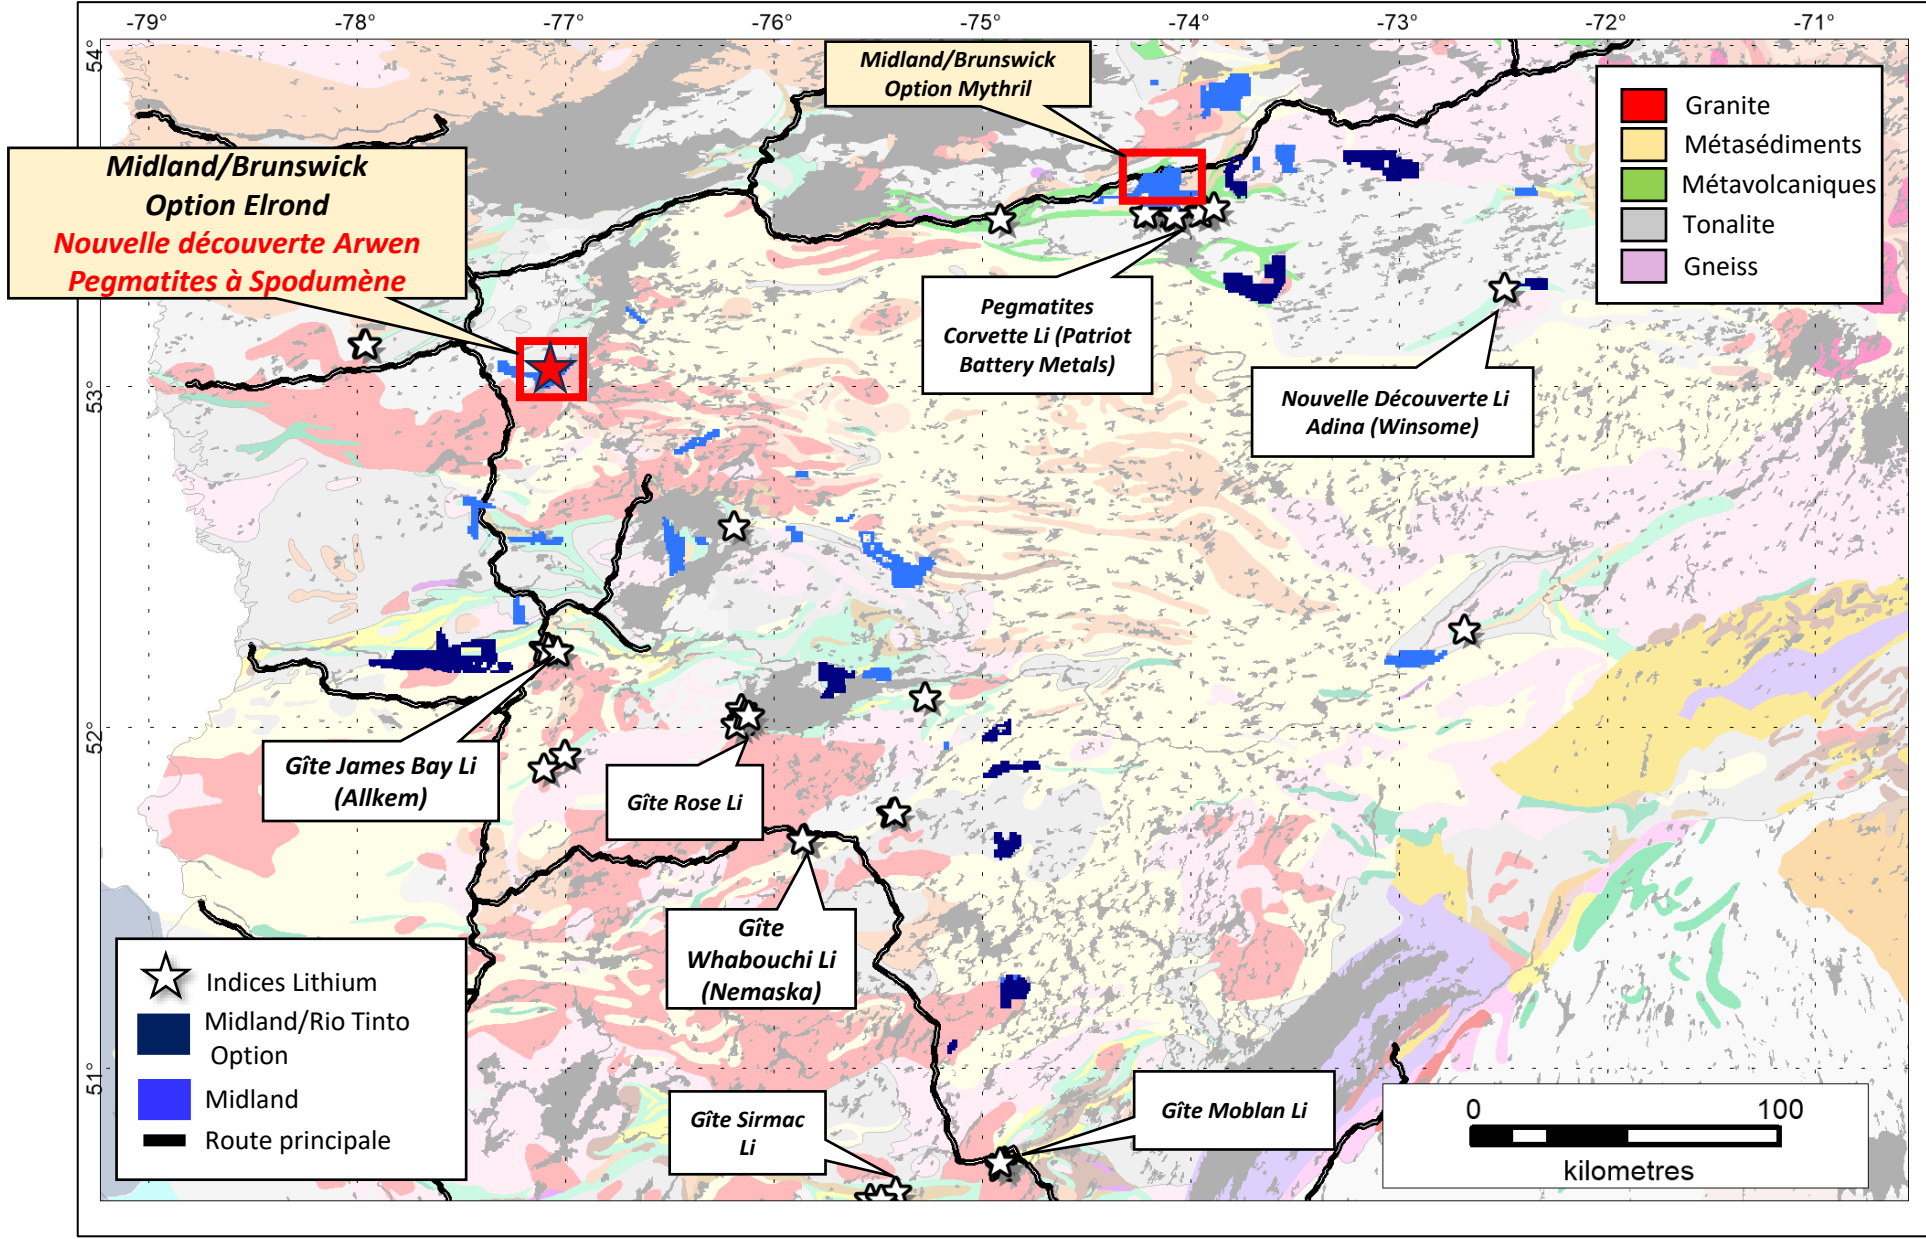 -79° -78° -77° -76° -75° -74° -73° -72° -71°
54°
53°
52°
51°
Midland/Brunswick
Option Mythril
Granite
Métasédiments
Métavolcaniques
Tonalite
Gneiss
Midland/Brunswick
Option Elrond
Nouvelle découverte Arwen
Pegmatites à Spodumène
Pegmatites
Corvette Li (Patriot
Battery Metals)
Nouvelle Découverte Li
Adina (Winsome)
Gîte James Bay Li
(Allkem)
Gîte Rose Li
Gîte
Whabouchi Li
(Nemaska)
Gîte Sirmac
Li
Gîte Moblan Li
Indices Lithium
Midland/Rio Tinto
Option
Midland
Route principale
0 100
kilometres